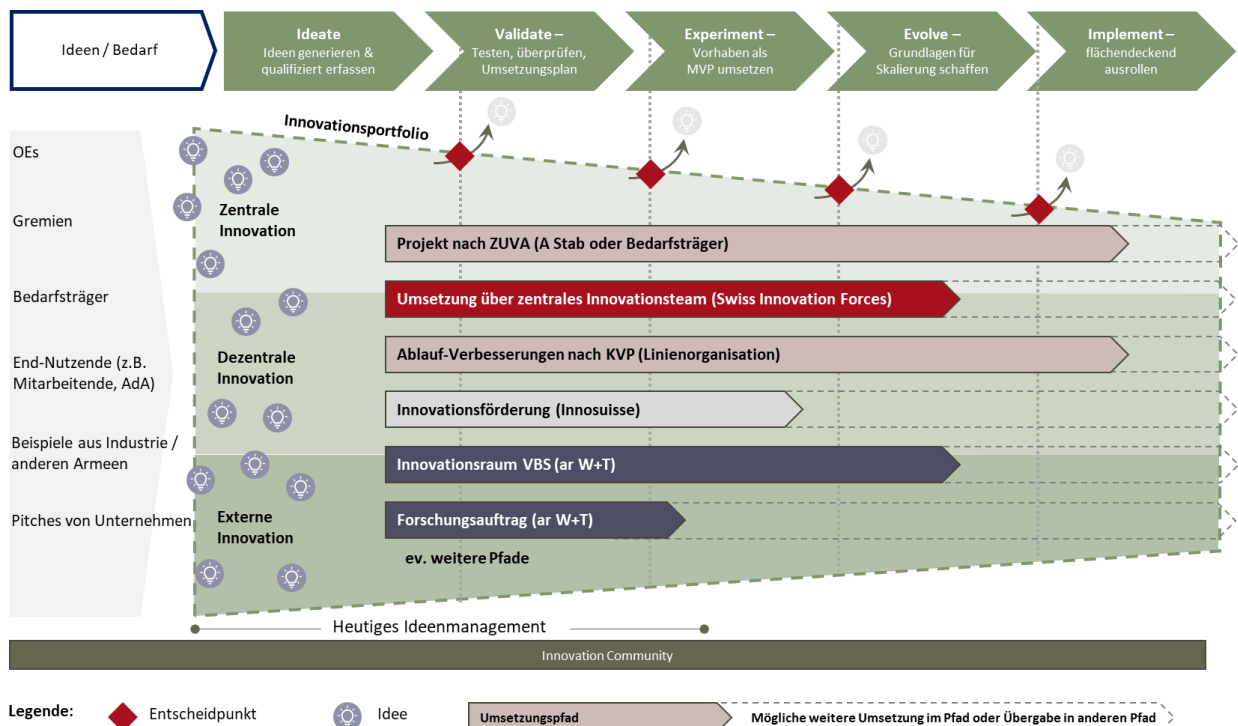 Ideen / Bedarf
Ideate
Ideen generieren &
qualifiziert erfassen
Validate –
Testen, überprüfen,
Umsetzungsplan
Experiment –
Vorhaben als
MVP umsetzen
Evolve –
Grundlagen für
Skalierung schaffen
Implement –
flächendeckend
ausrollen
Innovationsportfolio
OEs
Gremien
Bedarfsträger
End-Nutzende (z.B.
Mitarbeitende, AdA)
Beispiele aus Industrie /
anderen Armeen
Pitches von Unternehmen
Zentrale
Innovation
Dezentrale
Innovation
Externe
Innovation
Projekt nach ZUVA (A Stab oder Bedarfsträger)
Umsetzung über zentrales Innovationsteam (Swiss Innovation Forces)
Ablauf-Verbesserungen nach KVP (Linienorganisation)
Innovationsförderung (Innosuisse)
Innovationsraum VBS (ar W+T)
Forschungsauftrag (ar W+T)
ev. weitere Pfade
Heutiges Ideenmanagement
Innovation Community
Legende:
Entscheidpunkt
Idee
Umsetzungspfad
Mögliche weitere Umsetzung im Pfad oder Übergabe in anderen Pfad